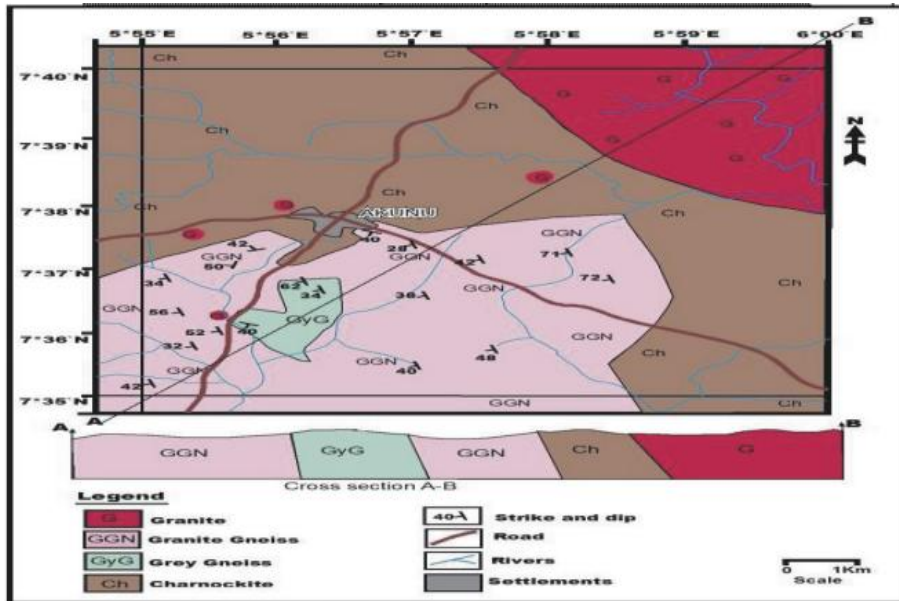 B
5°55'E 5°56'E 5°57'E 5°58'E 5°59'E 6°00'E
Ch Ch
7°40'N
G G G
Ch
G
7°39'N Ch N
G
G
Ch
G
Ch
7°38'N Ch G
AKUNU
G 40 GGN
42 28 71
GGN GGN Ch
7°37'N 50 42
34 62 72
34 38
GGN 56 GGN
G GyG
52 40
7°36'N 32
GGN 48 Ch
GGN
42 40
7°35'N GGN Ch
A
A B
GGN GyG GGN Ch G
Cross section A-B
Legend
G Granite
GGN Granite Gneiss
GyG Grey Gneiss
Ch Charnockite
40 Strike and dip
Road
Rivers
Settlements
0 1Km
Scale